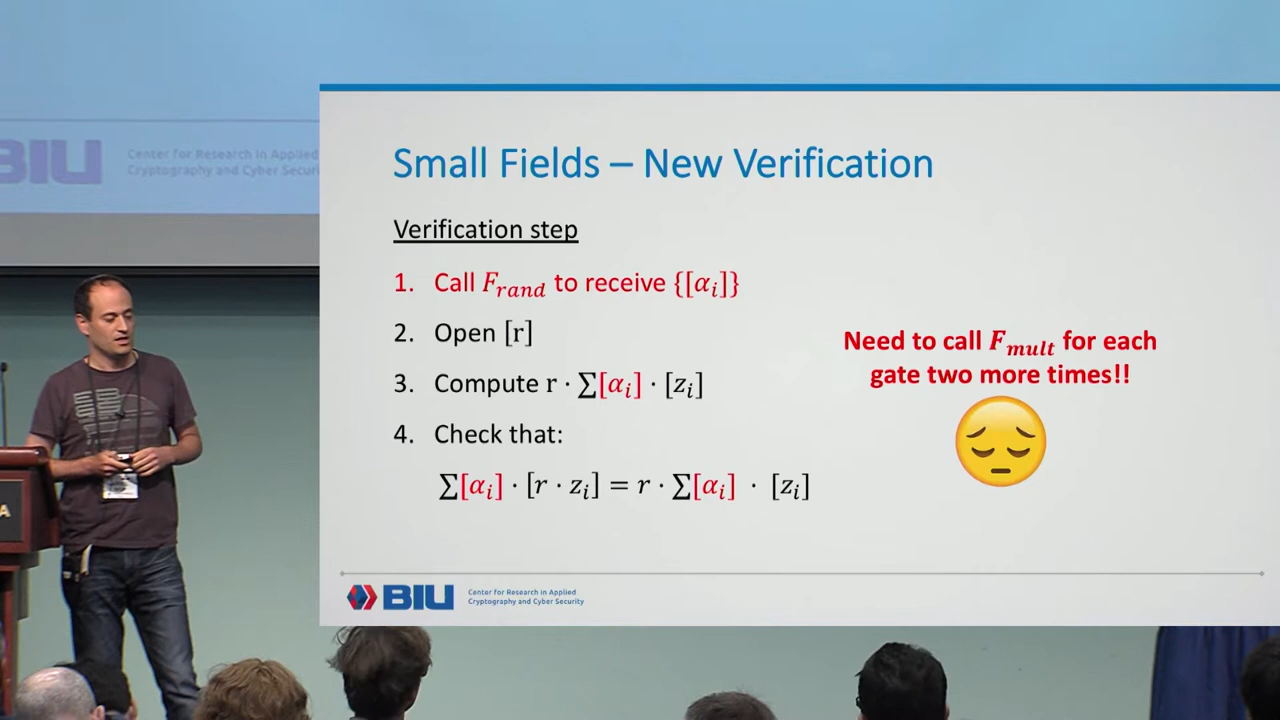 BIU
Center for Research in Applied
Cryptography and Cyber Securi
Small Fields – New Verification
Verification step
1. Call F_rand to receive {[α_i]}
2. Open [r]
3. Compute r · ∑[α_i] · [z_i]
4. Check that:
∑[α_i] · [r · z_i] = r · ∑[α_i] · [z_i]
Need to call F_mult for each
gate two more times!!
BIU
Center for Research in Applied
Cryptography and Cyber Security
A